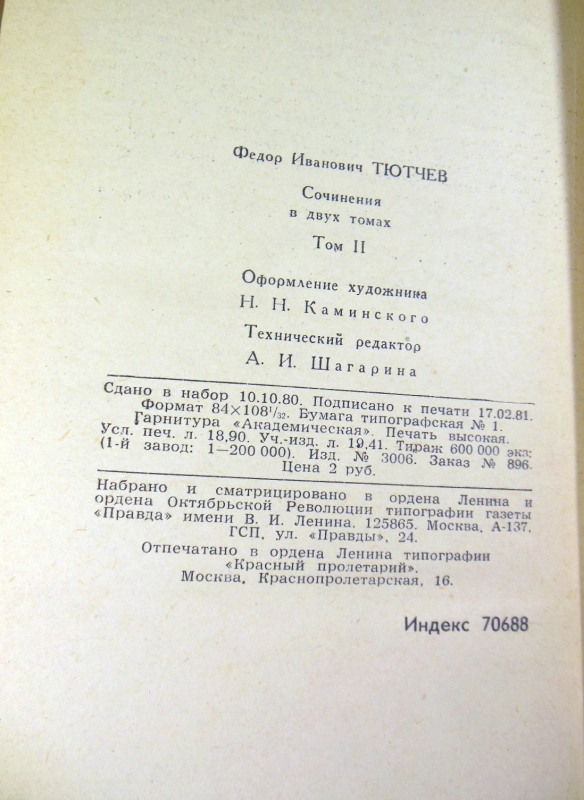 Федор Иванович ТЮТЧЕВ
Сочинения
в двух томах
Том II
Оформление художника
Н. Н. Каминского
Технический редактор
А. И. Шагарина
Сдано в набор 10.10.80. Подписано к печати 17.02.81.
Формат 84×108¹/₃₂. Бумага типографская № 1.
Гарнитура «Академическая». Печать высокая.
Усл. печ. л. 18,90. Уч.-изд. л. 19,41. Тираж 600 000 экз:
(1-й завод: 1—200 000). Изд. № 3006. Заказ № 896.
Цена 2 руб.
Набрано и сматрицировано в ордена Ленина и
ордена Октябрьской Революции типографии газеты
«Правда» имени В. И. Ленина. 125865. Москва, А-137.
ГСП, ул. «Правды», 24.
Отпечатано в ордена Ленина типографии
«Красный пролетарий».
Москва, Краснопролетарская, 16.
Индекс 70688